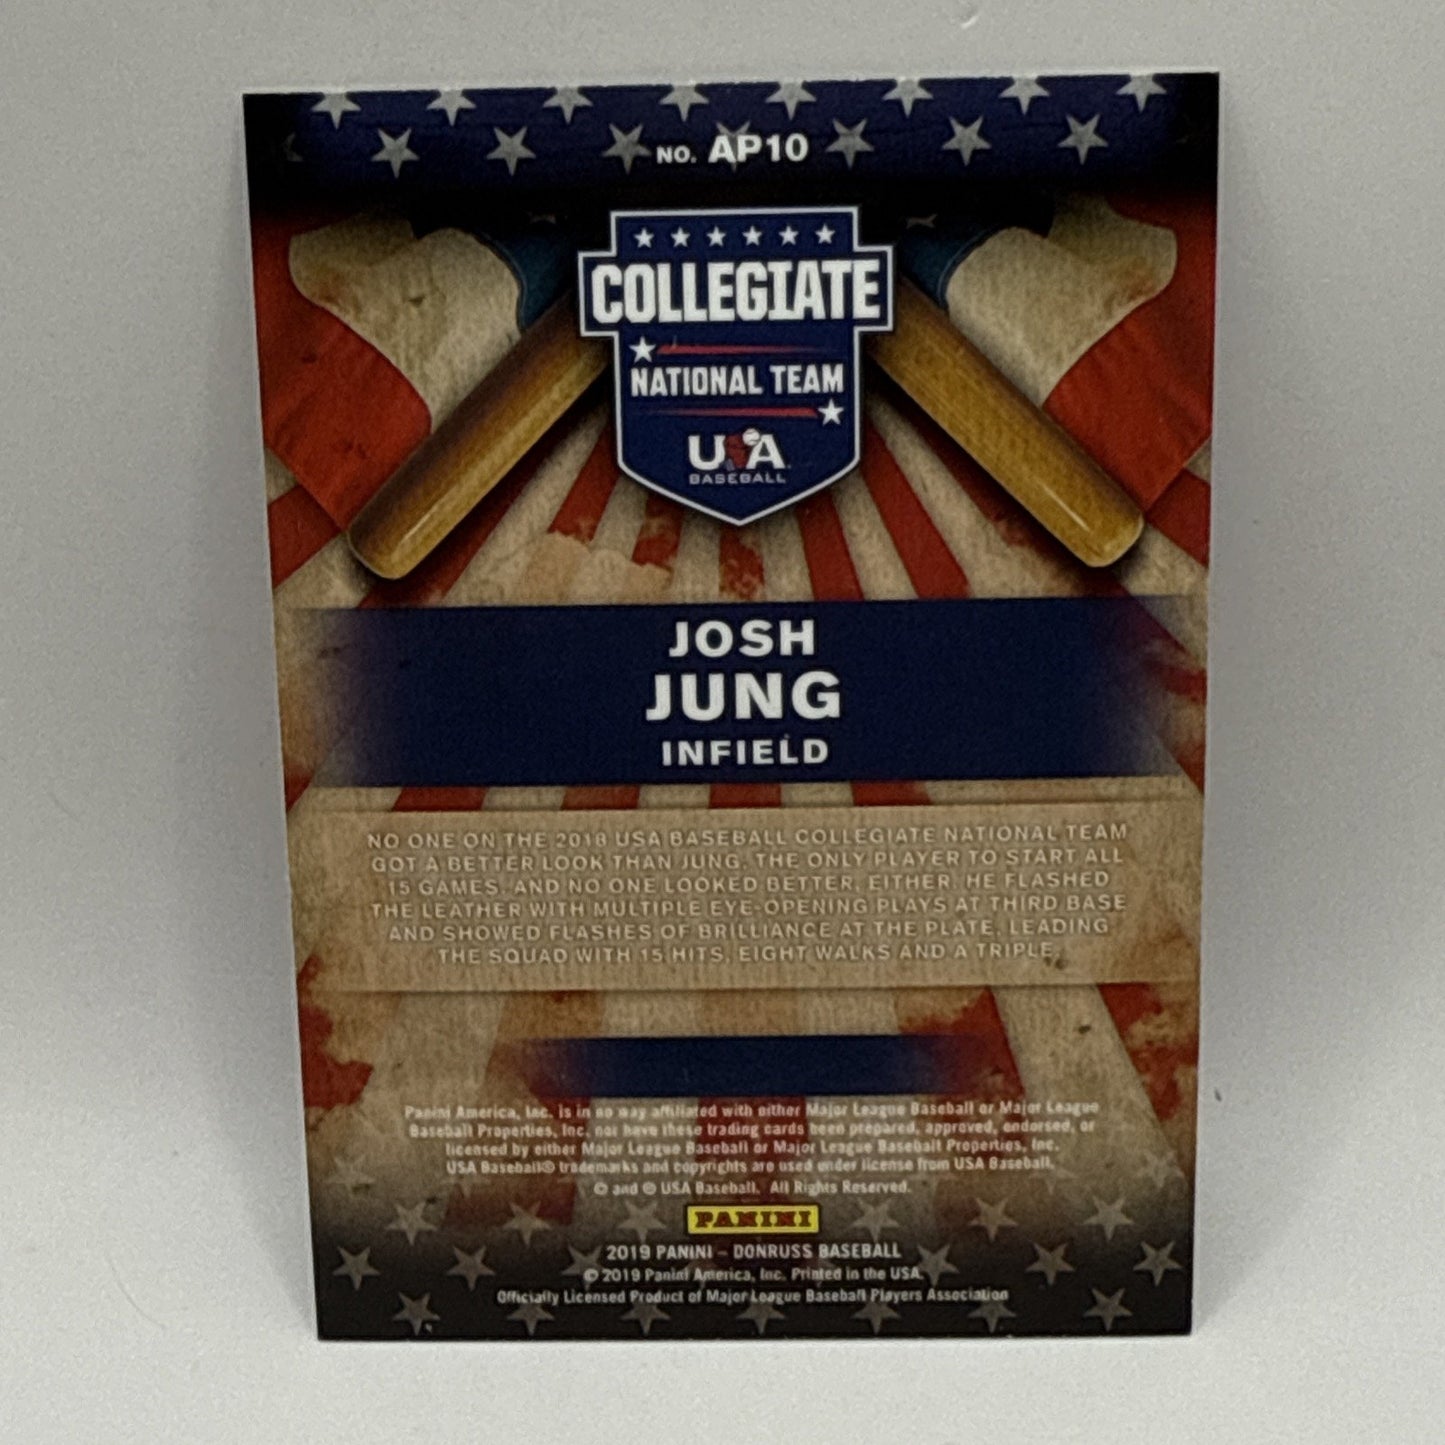 NO. AP10
COLLEGIATE
NATIONAL TEAM
USA
BASEBALL
JOSH
JUNG
INFIELD
NO ONE ON THE 2018 USA BASEBALL COLLEGIATE NATIONAL TEAM
GOT A BETTER LOOK THAN JUNG, THE ONLY PLAYER TO START ALL
15 GAMES, AND NO ONE LOOKED BETTER, EITHER. HE FLASHED
THE LEATHER WITH MULTIPLE EYE-OPENING PLAYS AT THIRD BASE
AND SHOWED FLASHES OF BRILLIANCE AT THE PLATE, LEADING
THE SQUAD WITH 15 HITS, EIGHT WALKS AND A TRIPLE.
Panini America, Inc. is in no way affiliated with either Major League Baseball or Major League
Baseball Properties, Inc. nor have these trading cards been prepared, approved, endorsed, or
licensed by either Major League Baseball or Major League Baseball Properties, Inc.
USA Baseball® trademarks and copyrights are used under license from USA Baseball.
© and ® USA Baseball. All Rights Reserved.
PANINI
2019 PANINI – DONRUSS BASEBALL
© 2019 Panini America, Inc. Printed in the USA.
Officially Licensed Product of Major League Baseball Players Association